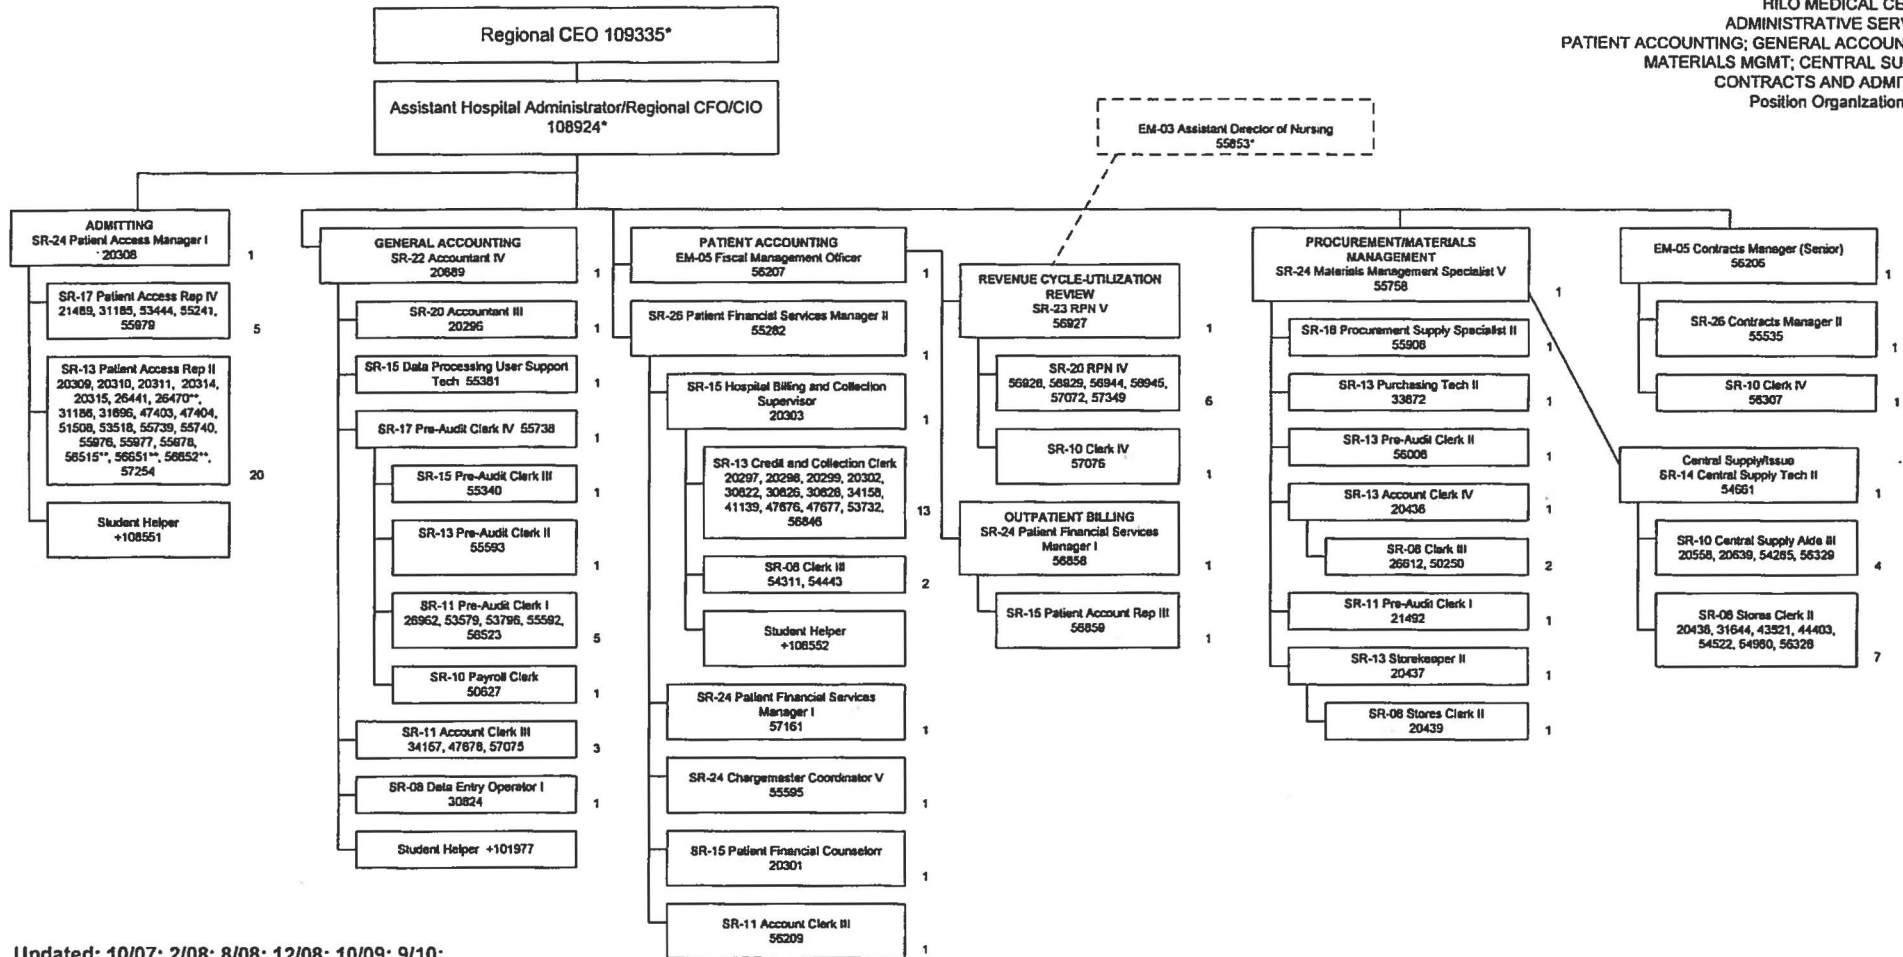 HILO MEDICAL CE
ADMINISTRATIVE SER
PATIENT ACCOUNTING; GENERAL ACCOUN
MATERIALS MGMT; CENTRAL SU
CONTRACTS AND ADMI
Position Organization
Regional CEO 109335*
Assistant Hospital Administrator/Regional CFO/CIO
108924*
EM-03 Assistant Director of Nursing
55853*
ADMITTING
SR-24 Patient Access Manager I
20308
1
SR-17 Patient Access Rep IV
21469, 31185, 53444, 55241,
55979
5
SR-13 Patient Access Rep II
20309, 20310, 20311, 20314,
20315, 26441, 26470**,
31186, 31696, 47403, 47404,
51508, 53518, 55739, 55740,
55976, 55977, 55978,
56515**, 56651**, 56652**,
57254
20
Student Helper
+108551
GENERAL ACCOUNTING
SR-22 Accountant IV
20689
1
SR-20 Accountant III
20296
1
SR-15 Data Processing User Support
Tech 55381
1
SR-17 Pre-Audit Clerk IV 55738
1
SR-15 Pre-Audit Clerk III
55340
1
SR-13 Pre-Audit Clerk II
55593
1
SR-11 Pre-Audit Clerk I
26962, 53579, 53796, 55592,
56523
5
SR-10 Payroll Clerk
50627
1
SR-11 Account Clerk III
34167, 47678, 57075
3
SR-08 Data Entry Operator I
30824
1
Student Helper +101977
PATIENT ACCOUNTING
EM-05 Fiscal Management Officer
56207
1
SR-26 Patient Financial Services Manager II
55282
1
SR-15 Hospital Billing and Collection
Supervisor
20303
1
SR-13 Credit and Collection Clerk
20297, 20298, 20299, 20302,
30822, 30826, 30828, 34158,
41139, 47676, 47677, 53732,
56846
13
SR-08 Clerk III
54311, 54443
2
Student Helper
+108552
SR-24 Patient Financial Services
Manager I
57161
1
SR-24 Chargemaster Coordinator V
55595
1
SR-15 Patient Financial Counselorr
20301
1
SR-11 Account Clerk III
56209
1
REVENUE CYCLE-UTILIZATION
REVIEW
SR-23 RPN V
56927
1
SR-20 RPN IV
56928, 56929, 56944, 56945,
57072, 57349
6
SR-10 Clerk IV
57076
1
OUTPATIENT BILLING
SR-24 Patient Financial Services
Manager I
56858
1
SR-15 Patient Account Rep III
56859
1
PROCUREMENT/MATERIALS
MANAGEMENT
SR-24 Materials Management Specialist V
55758
1
SR-18 Procurement Supply Specialist II
55908
1
SR-13 Purchasing Tech II
33872
1
SR-13 Pre-Audit Clerk II
56006
1
SR-13 Account Clerk IV
20436
1
SR-08 Clerk III
26612, 50250
2
SR-11 Pre-Audit Clerk I
21492
1
SR-13 Storekeeper II
20437
1
SR-08 Stores Clerk II
20439
1
EM-05 Contracts Manager (Senior)
56206
1
SR-26 Contracts Manager II
55535
1
SR-10 Clerk IV
56307
1
Central Supply/Issue
SR-14 Central Supply Tech II
54661
1
SR-10 Central Supply Aide III
20558, 20639, 54285, 56329
4
SR-08 Stores Clerk II
20438, 31644, 43521, 44403,
54522, 54980, 56328
7
Updated: 10/07; 2/08; 8/08; 12/08; 10/09; 9/10;